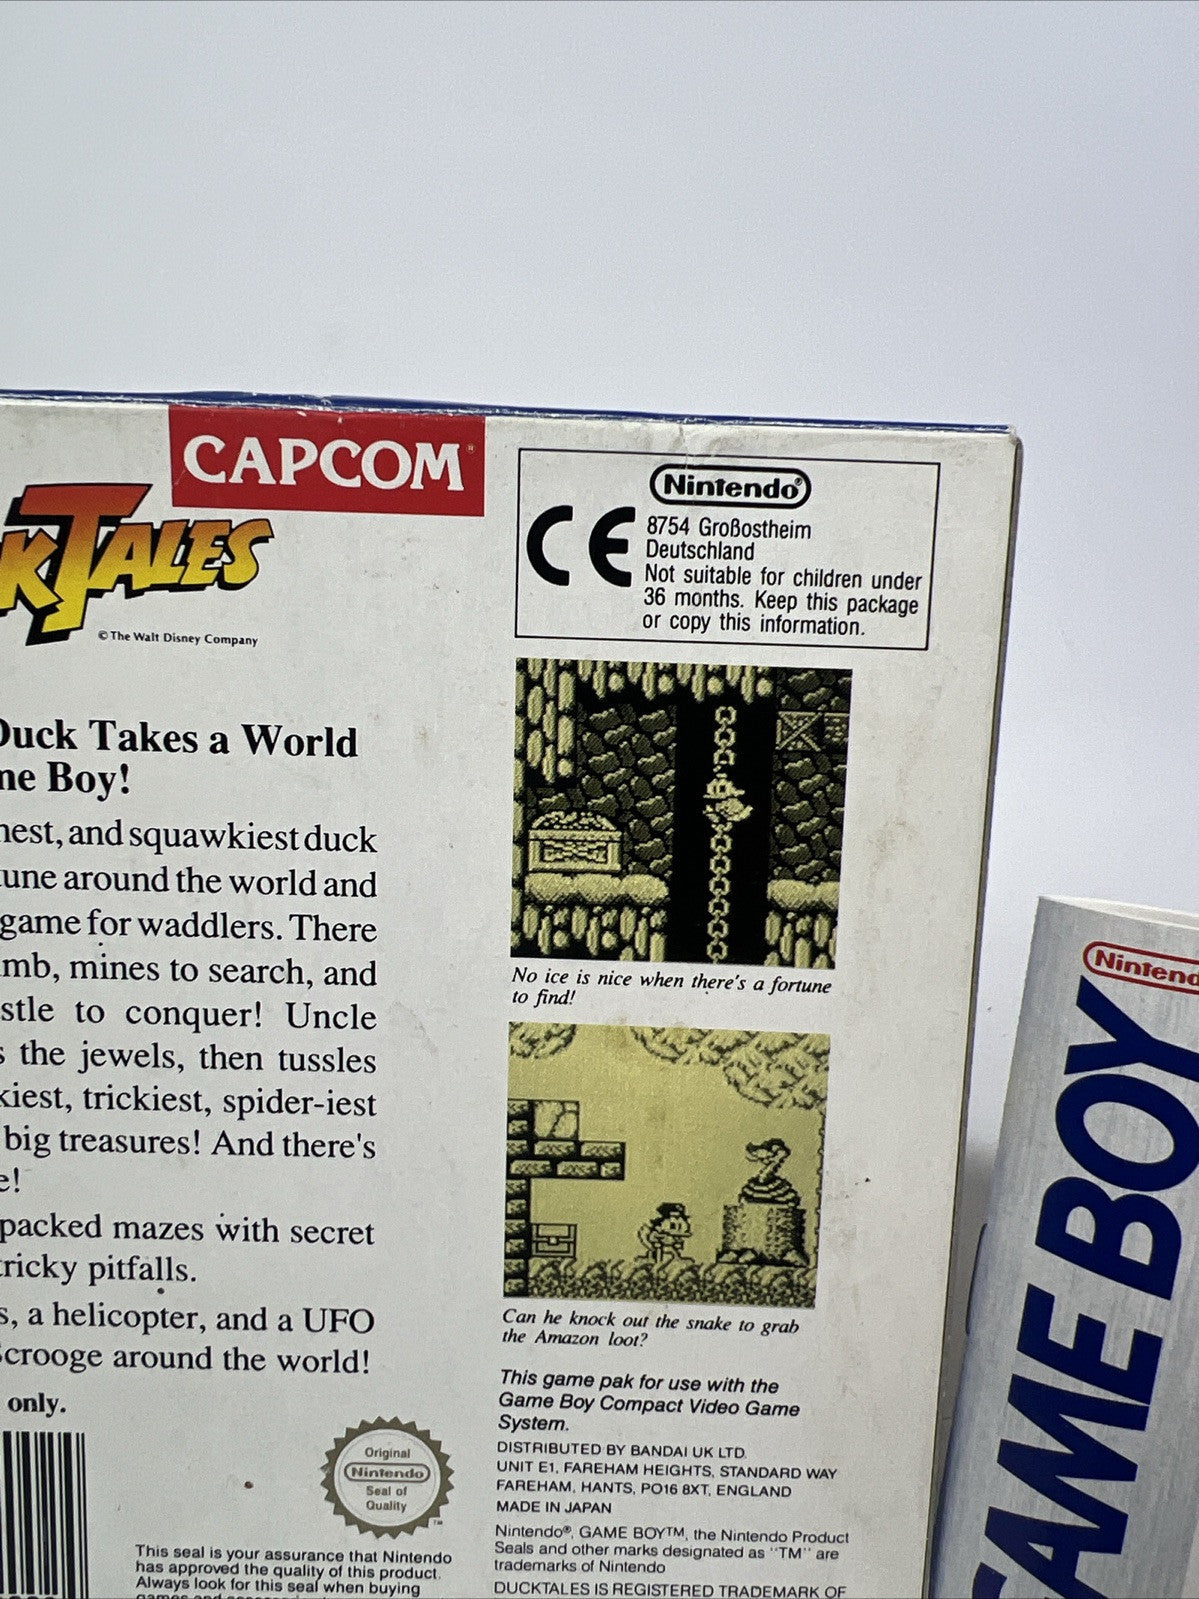 CAPCOM
TALES
© The Walt Disney Company
Duck Takes a World
Boy!
and squawkiest duck
around the world and
game for waddlers. There
mines to search, and
to conquer! Uncle
the jewels, then tussles
trickiest, spider-iest
big treasures! And there's
packed mazes with secret
tricky pitfalls.
a helicopter, and a UFO
Scrooge around the world!
only.
Original
Nintendo
Seal of
Quality
TM
This seal is your assurance that Nintendo
has approved the quality of this product.
Always look for this seal when buying
games and
Nintendo®
CE
8754 Großostheim
Deutschland
Not suitable for children under
36 months. Keep this package
or copy this information.
No ice is nice when there's a fortune
to find!
Can he knock out the snake to grab
the Amazon loot?
This game pak for use with the
Game Boy Compact Video Game
System.
DISTRIBUTED BY BANDAI UK LTD.
UNIT E1, FAREHAM HEIGHTS, STANDARD WAY
FAREHAM, HANTS, PO16 8XT, ENGLAND
MADE IN JAPAN
Nintendo®, GAME BOY™, the Nintendo Product
Seals and other marks designated as "TM" are
trademarks of Nintendo
DUCKTALES IS REGISTERED TRADEMARK OF
Nintendo
GAME BOY